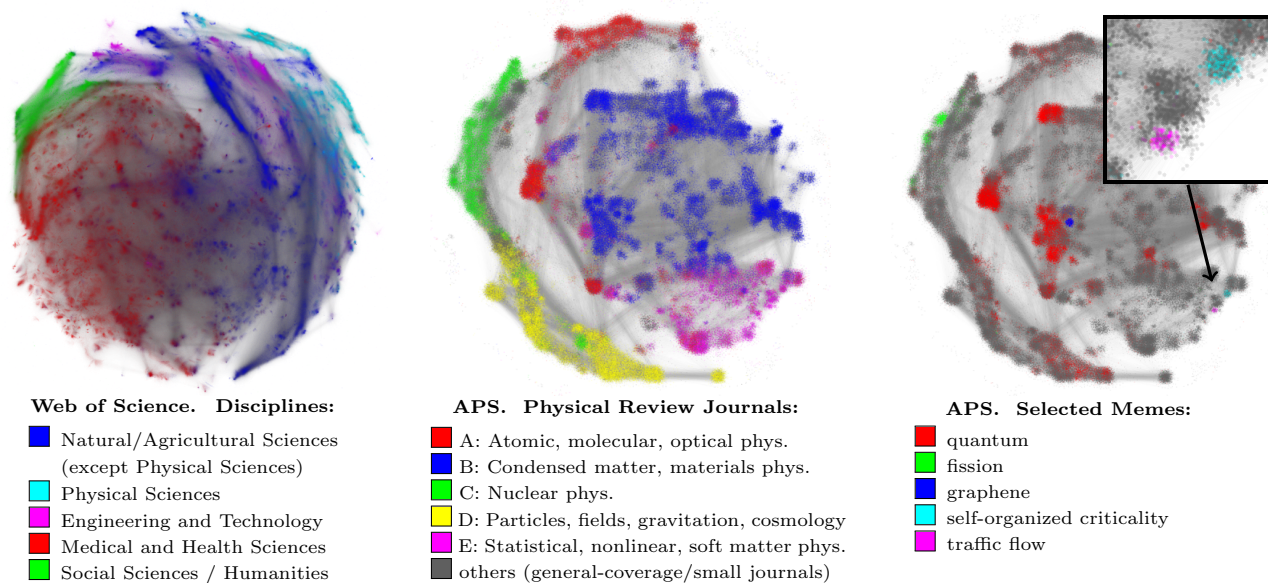 Web of Science. Disciplines:
Natural/Agricultural Sciences
(except Physical Sciences)
Physical Sciences
Engineering and Technology
Medical and Health Sciences
Social Sciences / Humanities
APS. Physical Review Journals:
A: Atomic, molecular, optical phys.
B: Condensed matter, materials phys.
C: Nuclear phys.
D: Particles, fields, gravitation, cosmology
E: Statistical, nonlinear, soft matter phys.
others (general-coverage/small journals)
APS. Selected Memes:
quantum
fission
graphene
self-organized criticality
traffic flow